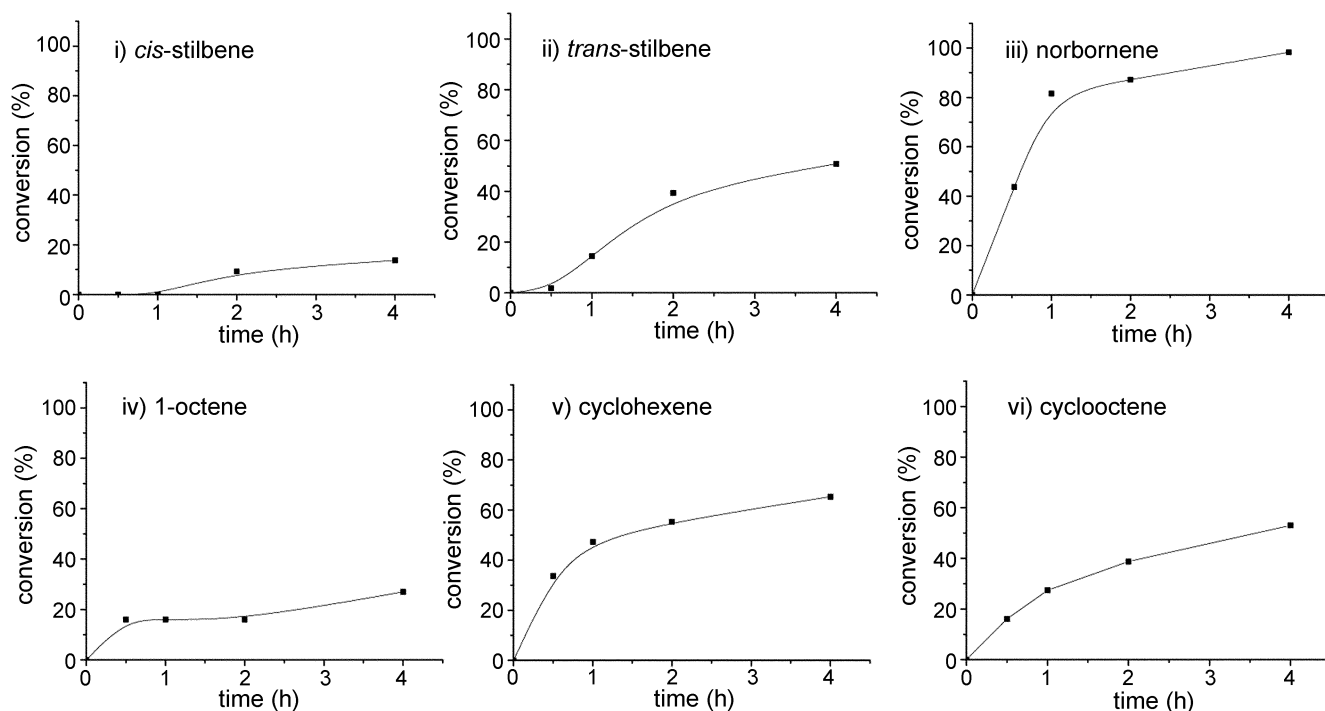 i) cis-stilbene
conversion (%)
100
80
60
40
20
0
0 1 2 3 4
time (h)
ii) trans-stilbene
conversion (%)
100
80
60
40
20
0
0 1 2 3 4
time (h)
iii) norbornene
conversion (%)
100
80
60
40
20
0
0 1 2 3 4
time (h)
iv) 1-octene
conversion (%)
100
80
60
40
20
0
0 1 2 3 4
time (h)
v) cyclohexene
conversion (%)
100
80
60
40
20
0
0 1 2 3 4
time (h)
vi) cyclooctene
conversion (%)
100
80
60
40
20
0
0 1 2 3 4
time (h)